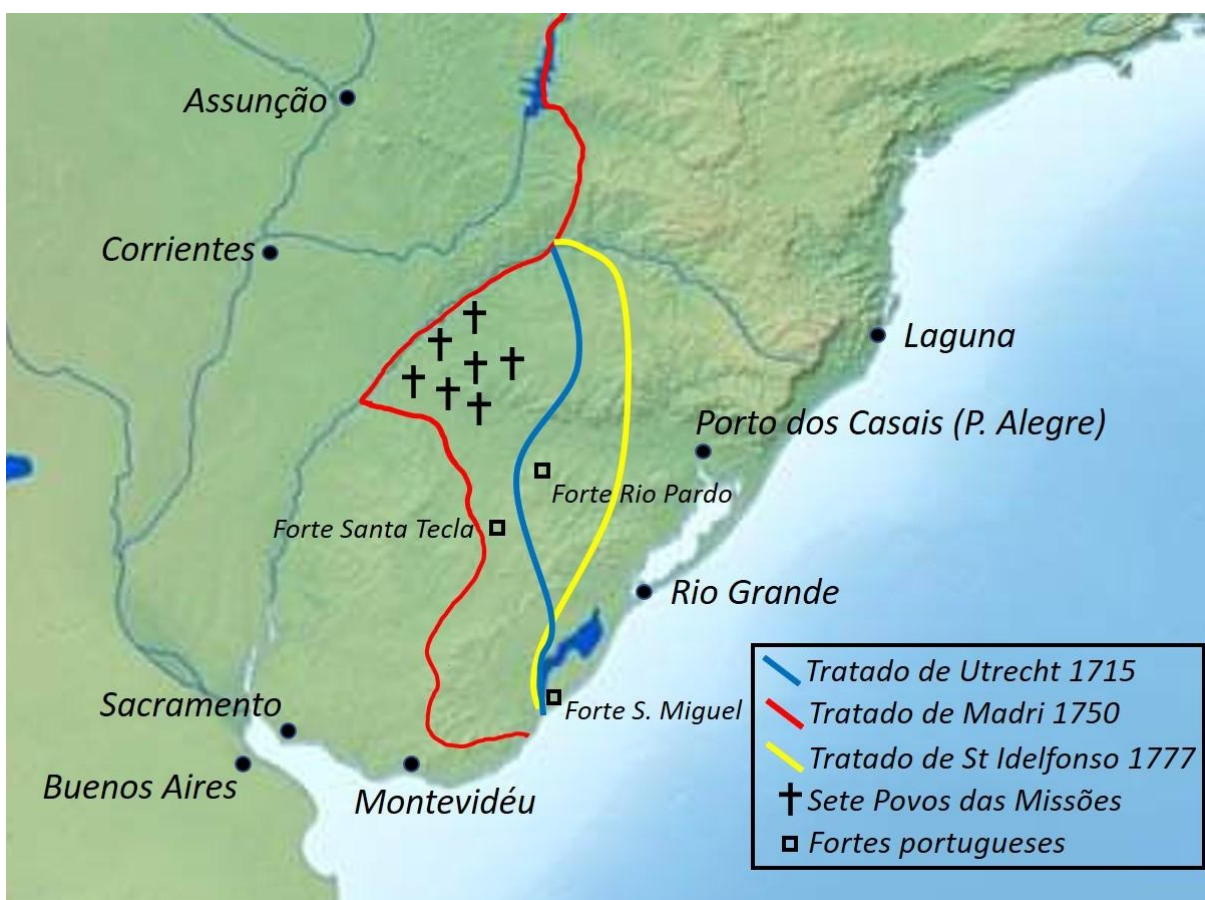 Assunção
Corrientes
Laguna
Porto dos Casais (P. Alegre)
Forte Rio Pardo
Forte Santa Tecla
Rio Grande
Forte S. Miguel
Sacramento
Buenos Aires
Montevidéu
Tratado de Utrecht 1715
Tratado de Madri 1750
Tratado de St Idelfonso 1777
Sete Povos das Missões
Fortes portugueses